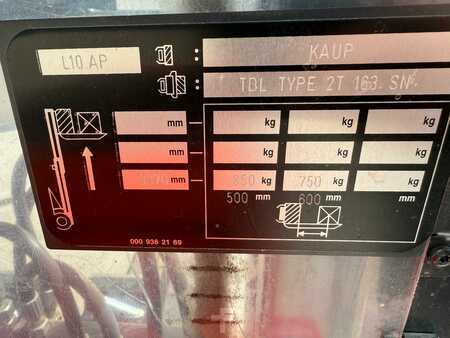 L10 AP
KAUP
TDL TYPE 2T 163. SN
mm kg kg kg
mm kg kg kg
mm kg 750 kg kg
500 mm 600 mm mm
000 936 21 69